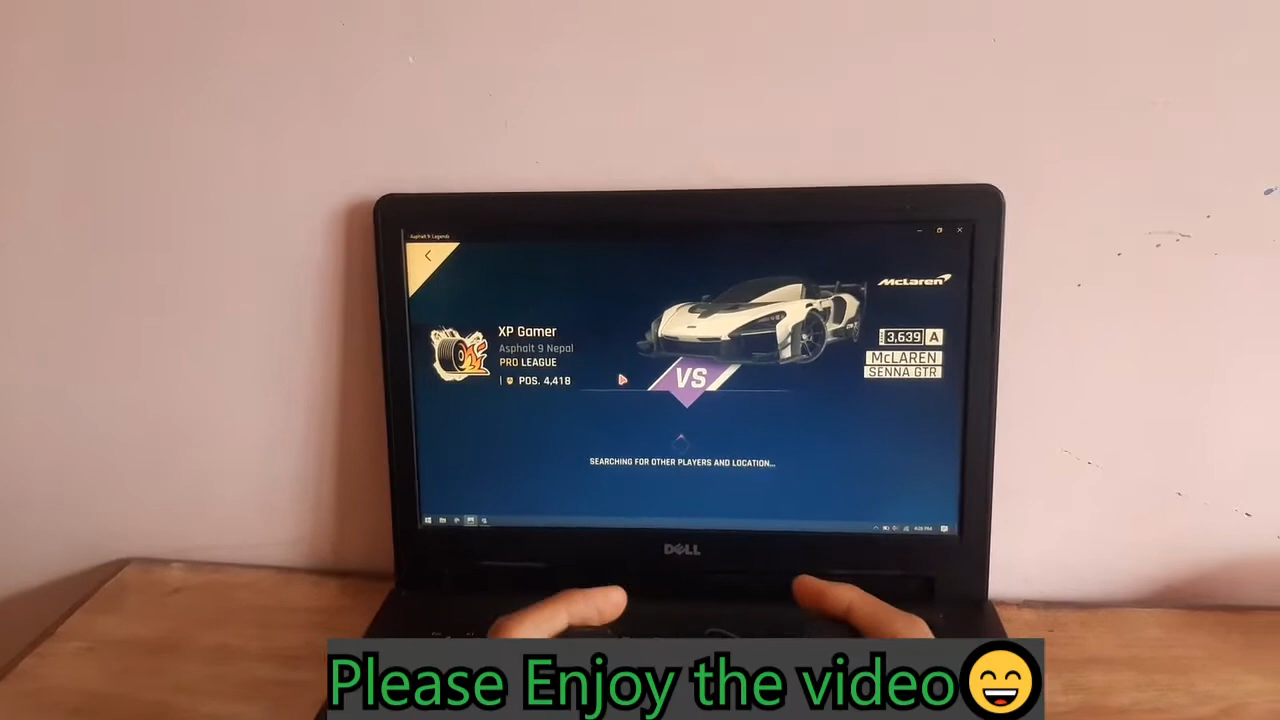 Asphalt 9: Legends
McLaren
XP Gamer
Asphalt 9 Nepal
PRO LEAGUE
POS. 4,418
3,639 A
McLAREN
SENNA GTR
VS
SEARCHING FOR OTHER PLAYERS AND LOCATION...
DELL
Please Enjoy the video😄